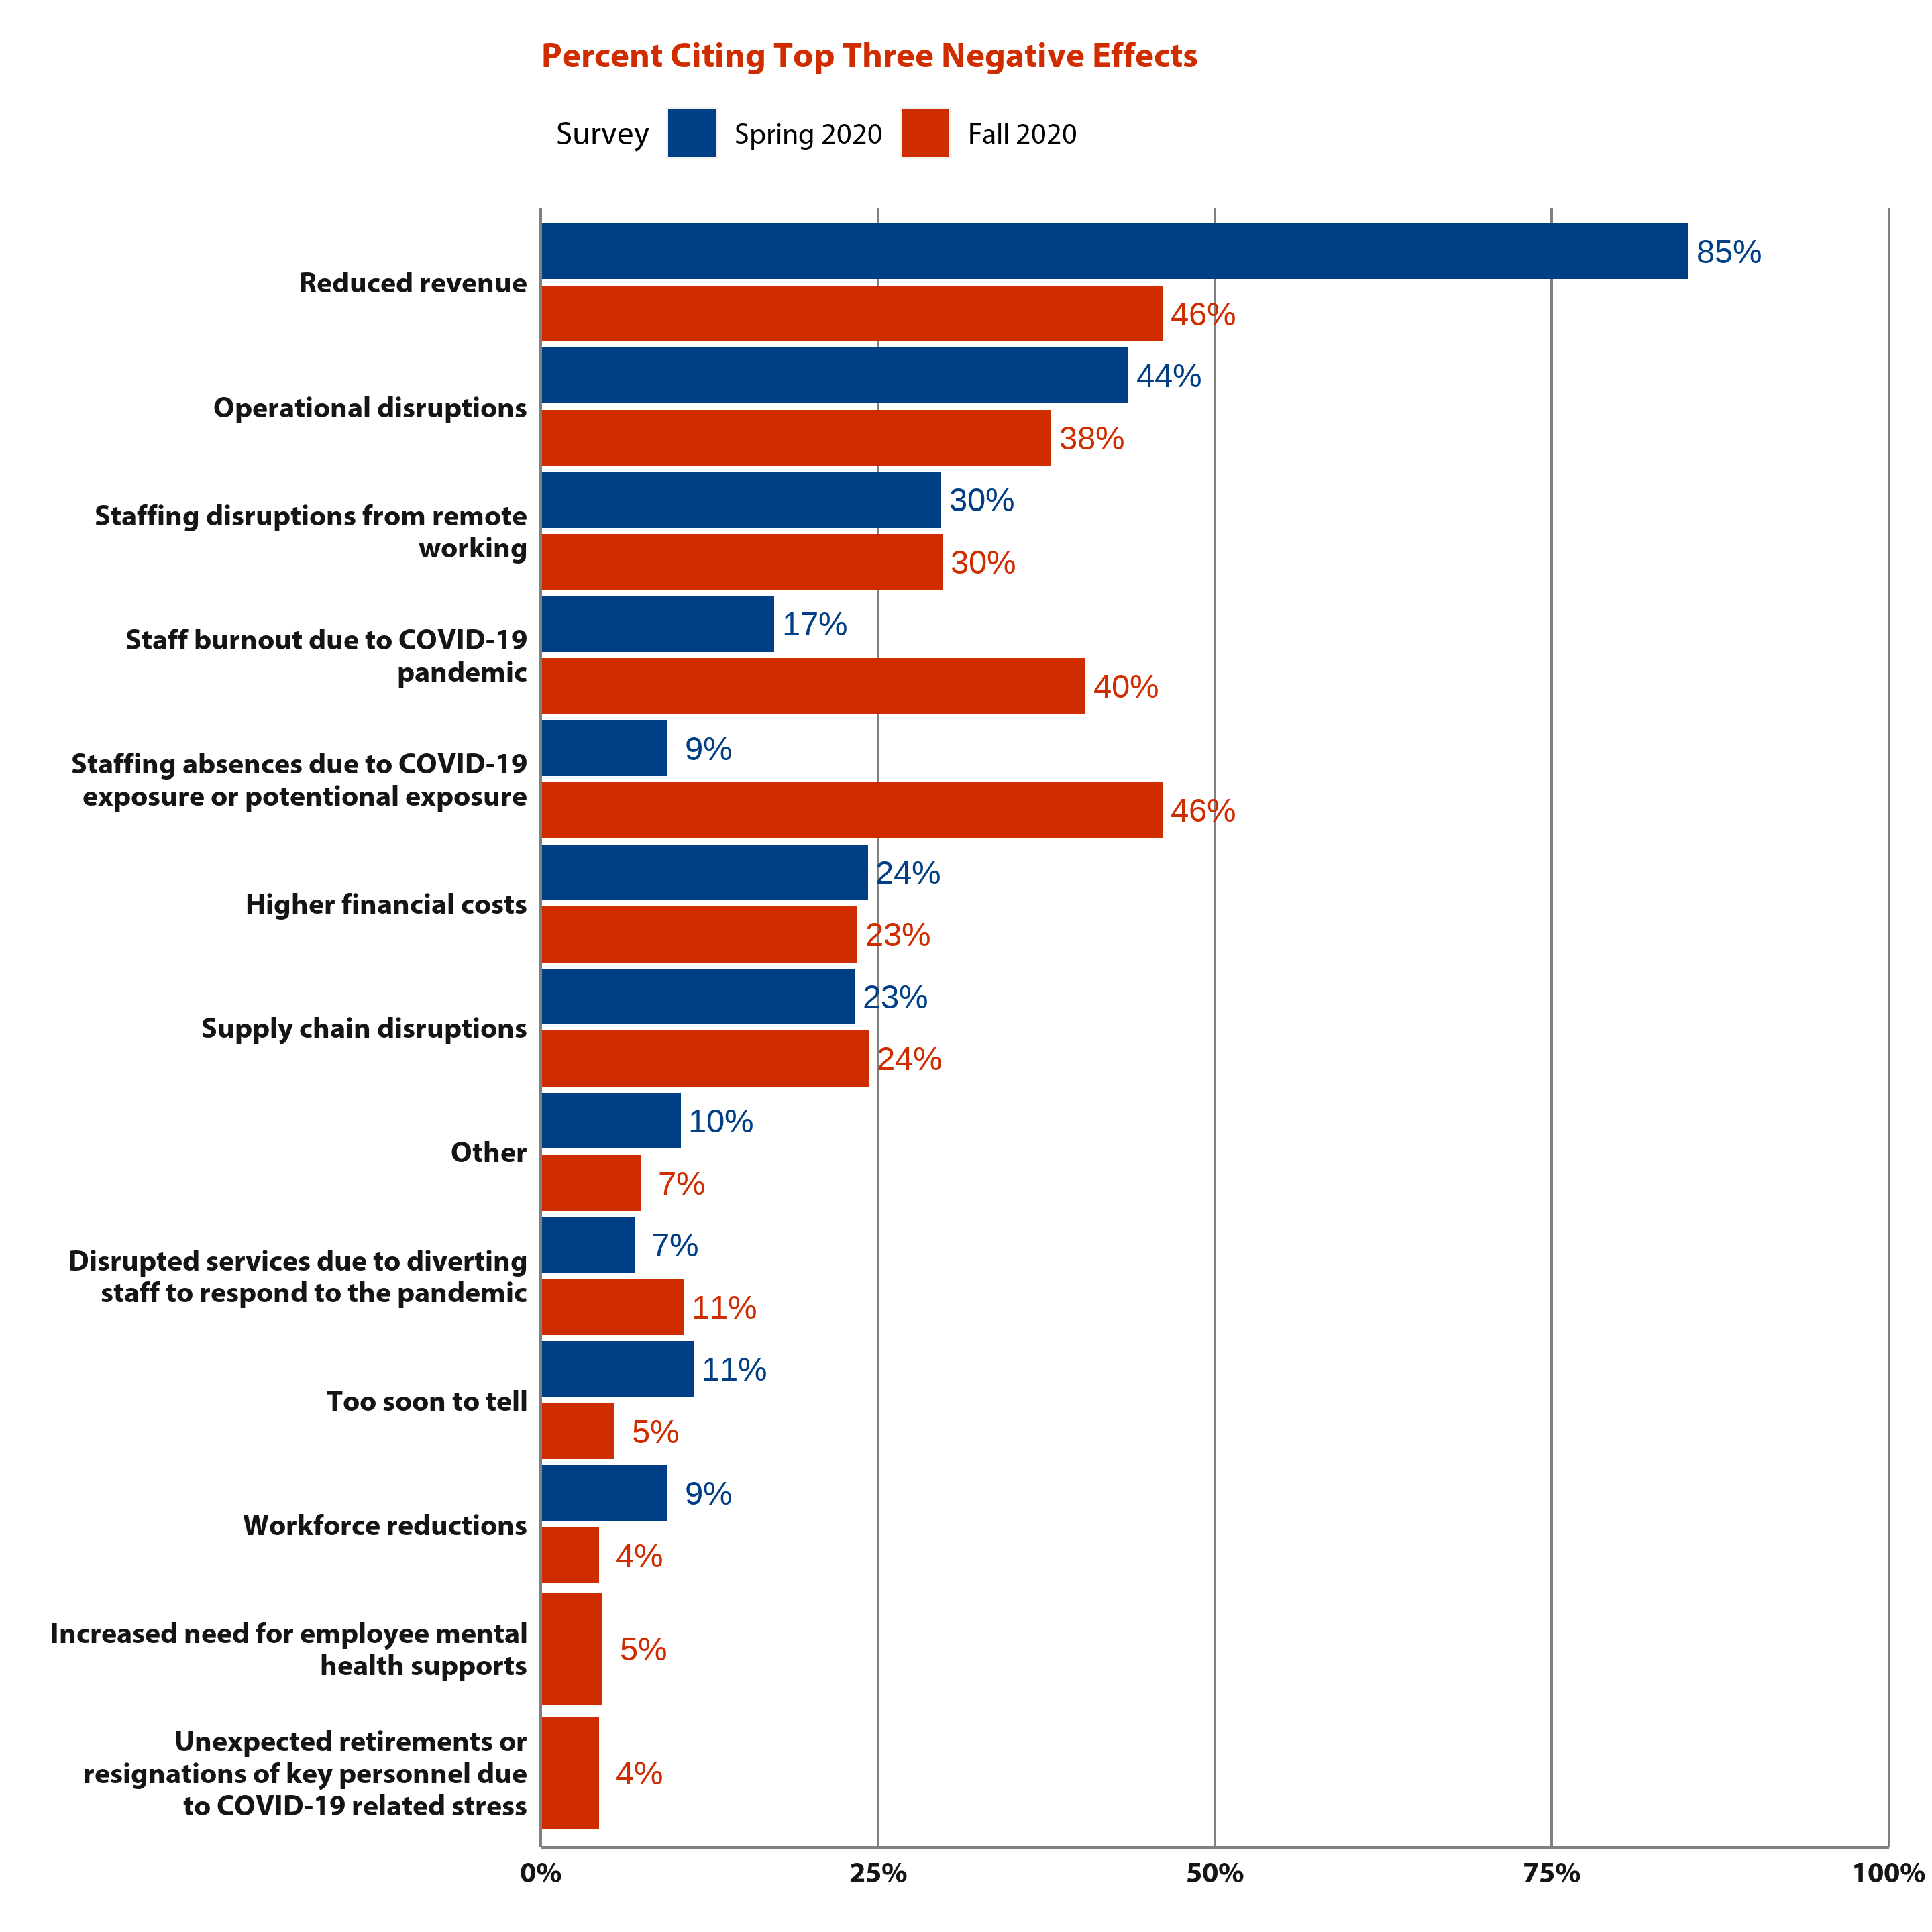 Percent Citing Top Three Negative Effects
Survey Spring 2020 Fall 2020
Reduced revenue
85%
46%
Operational disruptions
44%
38%
Staffing disruptions from remote
working
30%
30%
Staff burnout due to COVID-19
pandemic
17%
40%
Staffing absences due to COVID-19
exposure or potentional exposure
9%
46%
Higher financial costs
24%
23%
Supply chain disruptions
23%
24%
Other
10%
7%
Disrupted services due to diverting
staff to respond to the pandemic
7%
11%
Too soon to tell
11%
5%
Workforce reductions
9%
4%
Increased need for employee mental
health supports
5%
Unexpected retirements or
resignations of key personnel due
to COVID-19 related stress
4%
0% 25% 50% 75% 100%